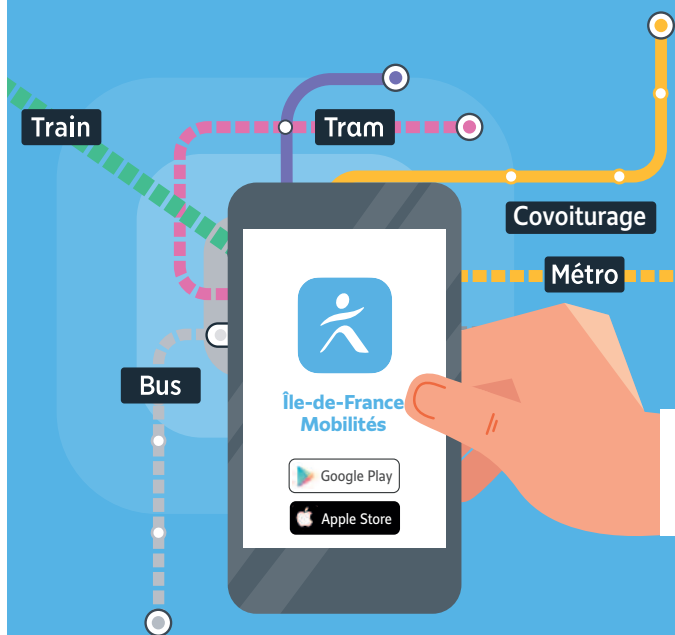 Train
Tram
Covoiturage
Métro
Bus
Île-de-France
Mobilités
Google Play
Apple Store